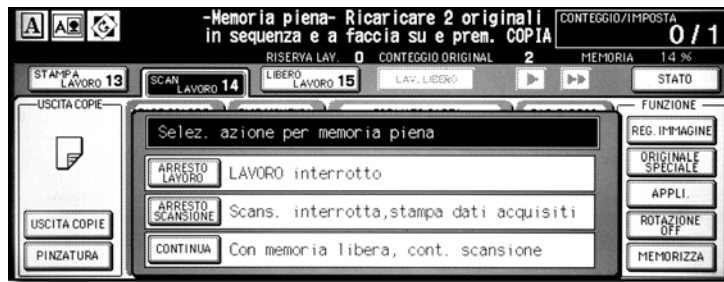 -Memoria piena- Ricaricare 2 originali
in sequenza e a faccia su e prem. COPIA
CONTEGGIO/IMPOSTA
0/1
A A
RISERVA LAV. 0 CONTEGGIO ORIGINAL 2 MEMORIA 14 %
STAMPA
LAVORO 13
SCAN
LAVORO 14
LIBERO
LAVORO 15
LAV.LIBERO
STATO
USCITA COPIE
FUNZIONE
Selez. azione per memoria piena
REG. IMMAGINE
ARRESTO
LAVORO
LAVORO interrotto
ORIGINALE
SPECIALE
ARRESTO
SCANSIONE
Scans. interrotta,stampa dati acquisiti
APPLI.
USCITA COPIE
ROTAZIONE
OFF
PINZATURA
CONTINUA
Con memoria libera, cont. scansione
MEMORIZZA